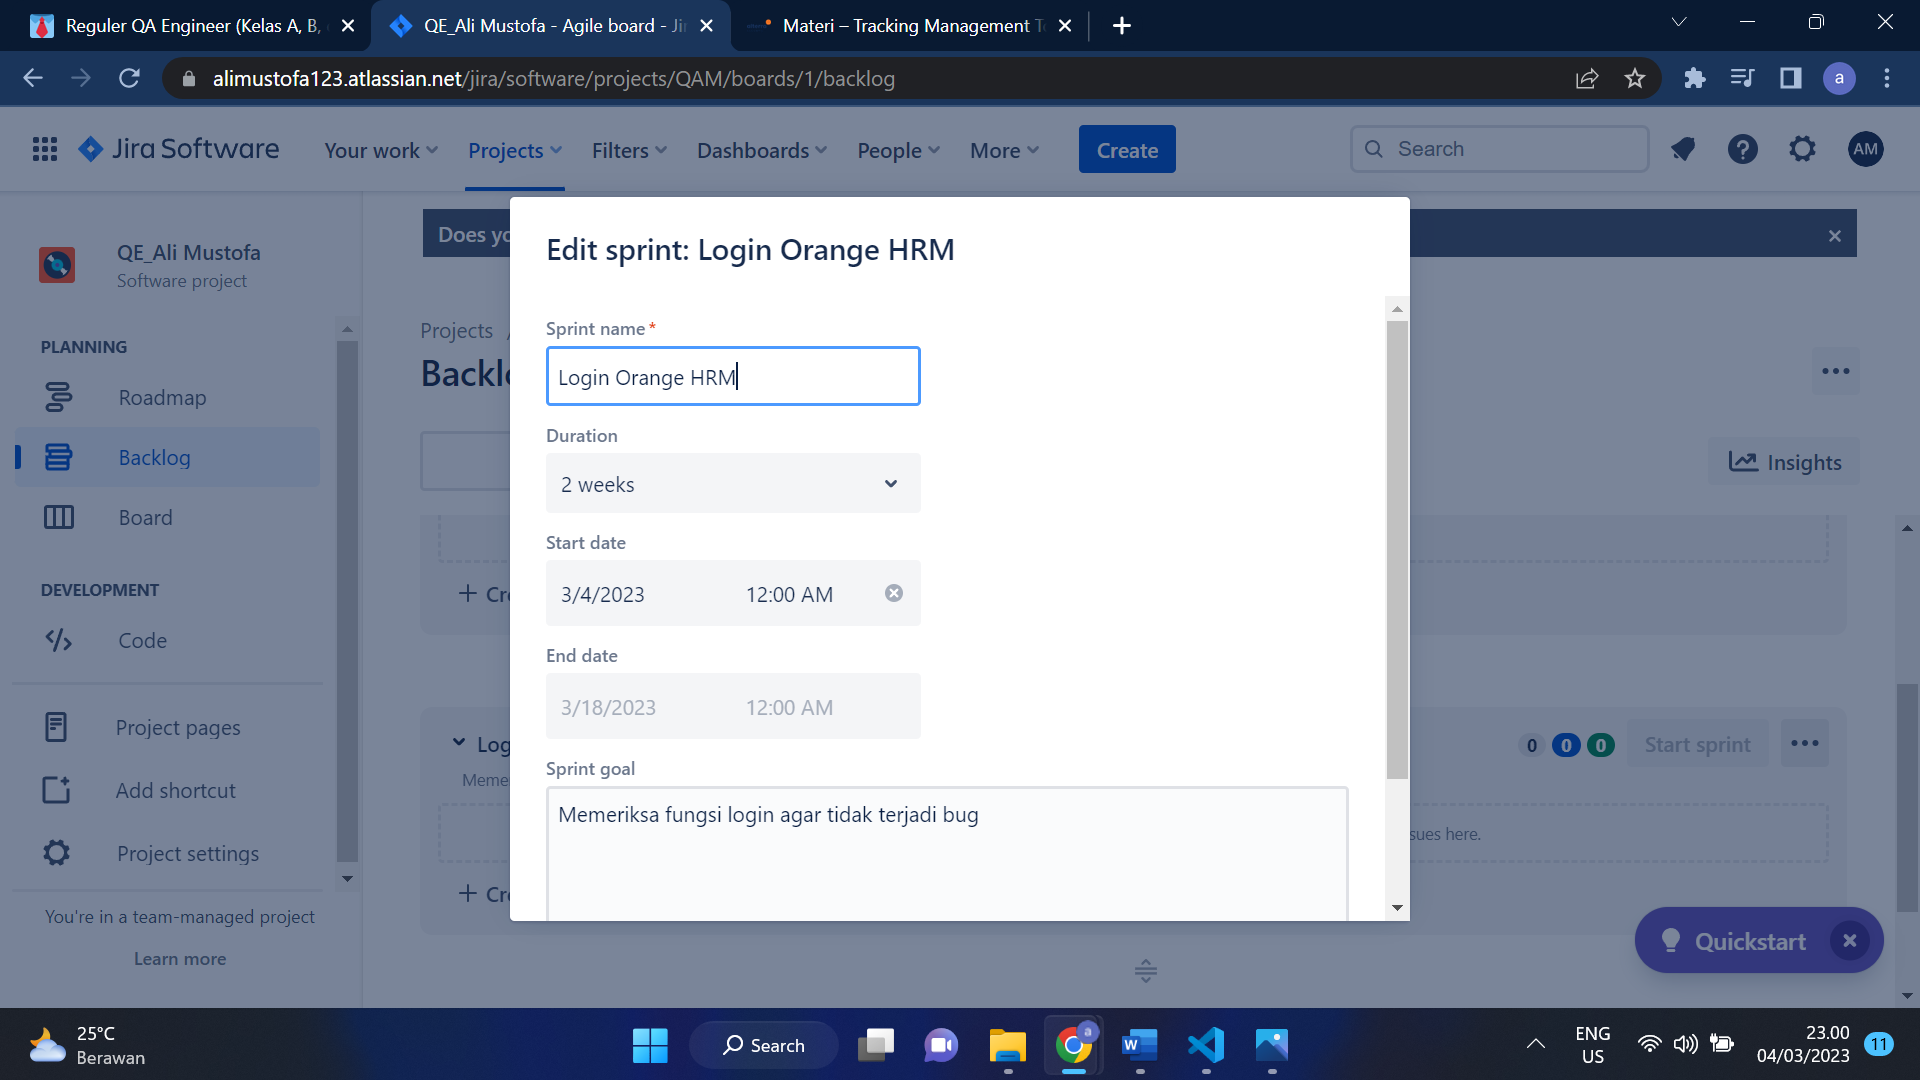 Reguler QA Engineer (Kelas A, B,
QE_Ali Mustofa - Agile board - Ji
Materi – Tracking Management T
alimustofa123.atlassian.net/jira/software/projects/QAM/boards/1/backlog
a
Jira Software
Your work
Projects
Filters
Dashboards
People
More
Create
Search
AM
QE_Ali Mustofa
Software project
PLANNING
Roadmap
Backlog
Board
DEVELOPMENT
Code
Project pages
Add shortcut
Project settings
You're in a team-managed project
Learn more
Does yo
Projects /
Backlo
Insights
+ Cre
Log
Meme
0 0 0
Start sprint
sues here.
+ Cre
Edit sprint: Login Orange HRM
Sprint name *
Login Orange HRM
Duration
2 weeks
Start date
3/4/2023 12:00 AM
End date
3/18/2023 12:00 AM
Sprint goal
Memeriksa fungsi login agar tidak terjadi bug
Quickstart
25°C
Berawan
Search
a
W
ENG
US
23.00
04/03/2023
11